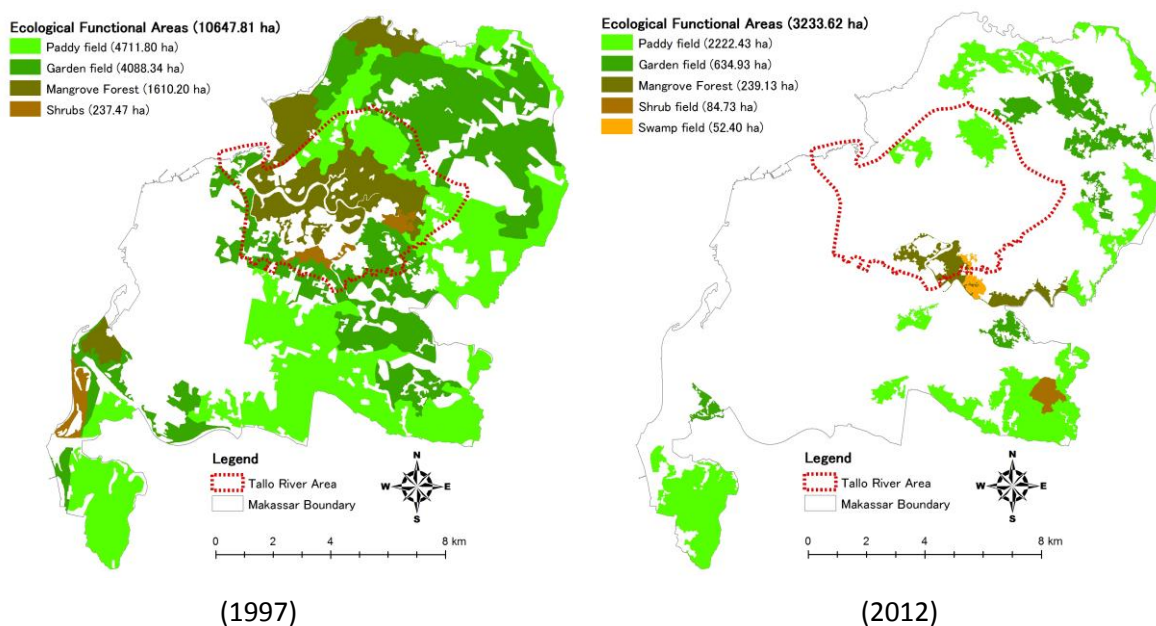 Ecological Functional Areas (10647.81 ha)
Paddy field (4711.80 ha)
Garden field (4088.34 ha)
Mangrove Forest (1610.20 ha)
Shrubs (237.47 ha)
Legend
Tallo River Area
Makassar Boundary
N
W E
S
0 2 4 8 km
(1997)
Ecological Functional Areas (3233.62 ha)
Paddy field (2222.43 ha)
Garden field (634.93 ha)
Mangrove Forest (239.13 ha)
Shrub field (84.73 ha)
Swamp field (52.40 ha)
Legend
Tallo River Area
Makassar Boundary
N
W E
S
0 2 4 8 km
(2012)